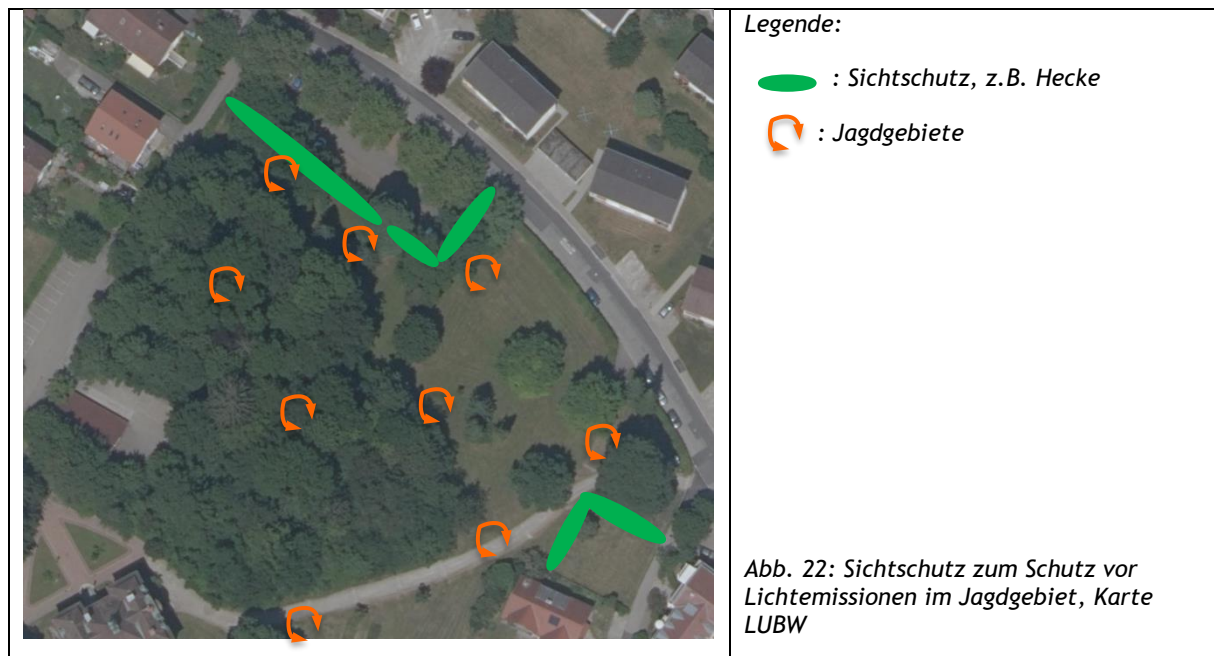 Legende:
: Sichtschutz, z.B. Hecke
: Jagdgebiete
Abb. 22: Sichtschutz zum Schutz vor
Lichtemissionen im Jagdgebiet, Karte
LUBW